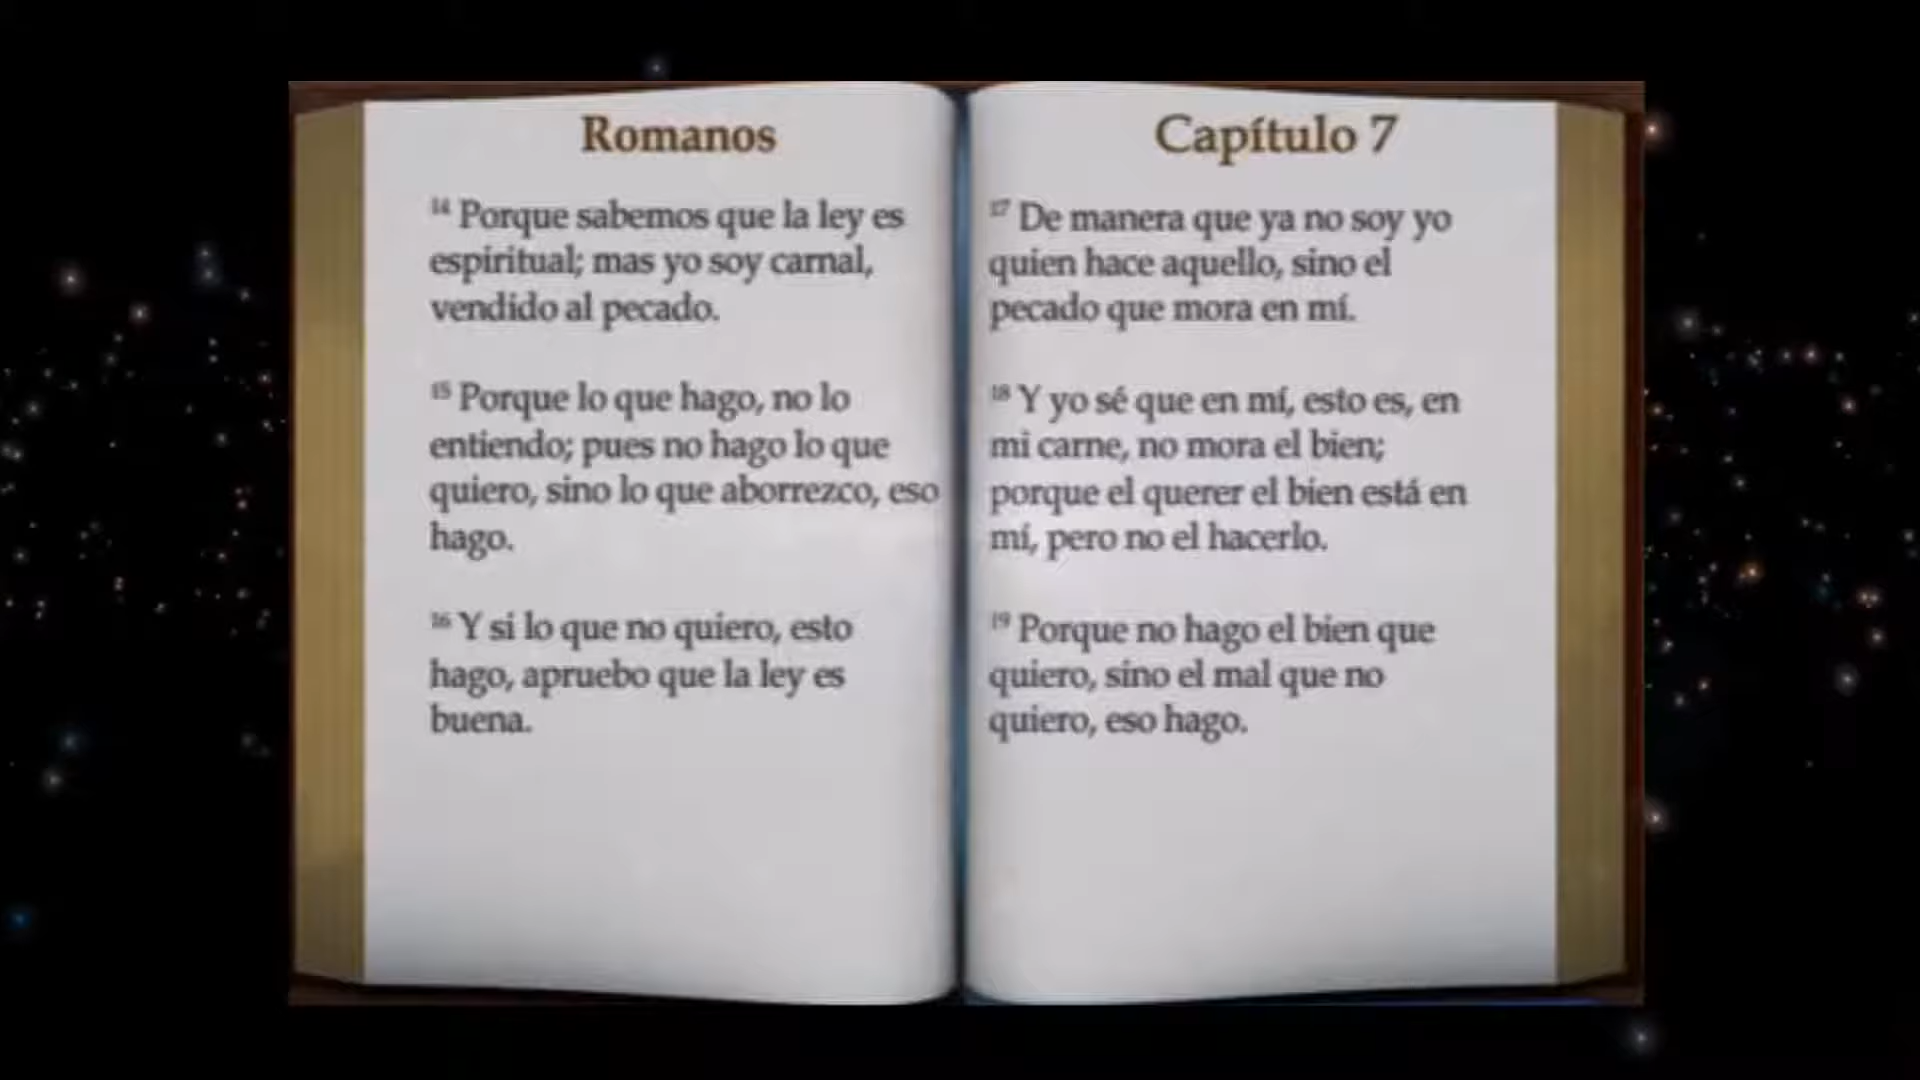 Romanos
14 Porque sabemos que la ley es
espiritual; mas yo soy carnal,
vendido al pecado.
15 Porque lo que hago, no lo
entiendo; pues no hago lo que
quiero, sino lo que aborrezco, eso
hago.
16 Y si lo que no quiero, esto
hago, apruebo que la ley es
buena.
Capítulo 7
17 De manera que ya no soy yo
quien hace aquello, sino el
pecado que mora en mí.
18 Y yo sé que en mí, esto es, en
mi carne, no mora el bien;
porque el querer el bien está en
mí, pero no el hacerlo.
19 Porque no hago el bien que
quiero, sino el mal que no
quiero, eso hago.